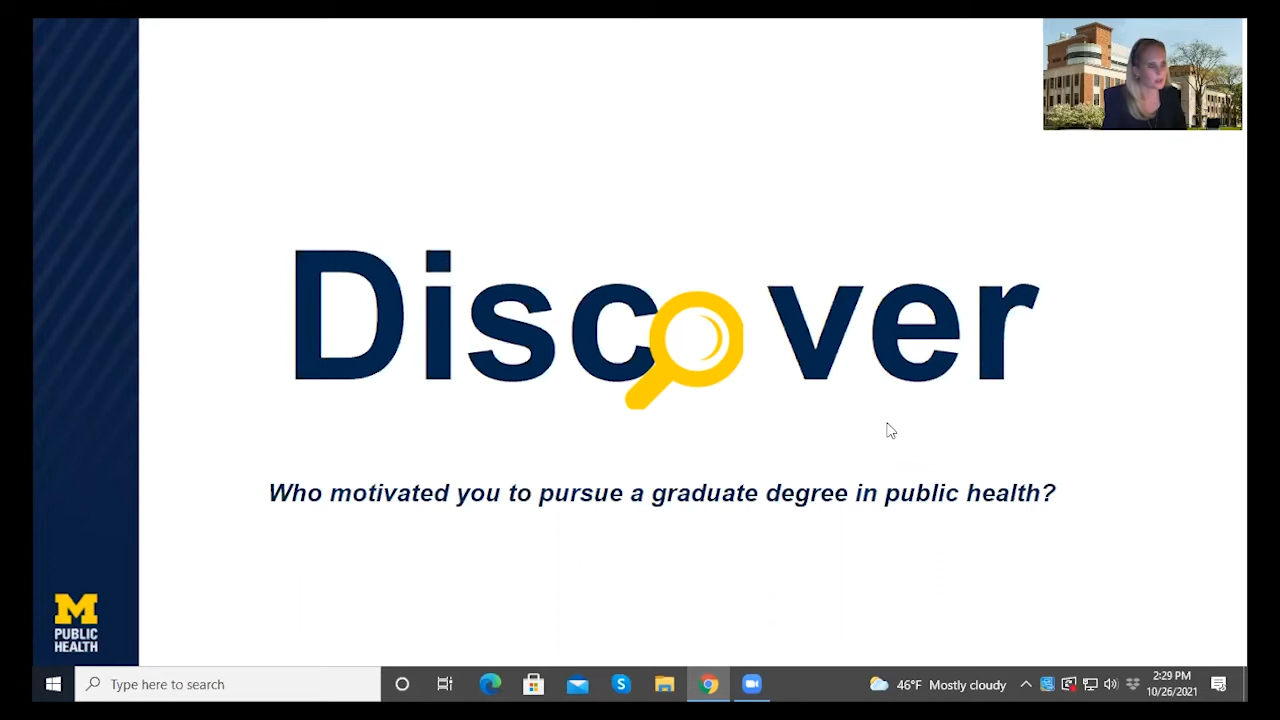 Discover
Who motivated you to pursue a graduate degree in public health?
M
PUBLIC
HEALTH
Type here to search
46°F Mostly cloudy
2:29 PM
10/26/2021